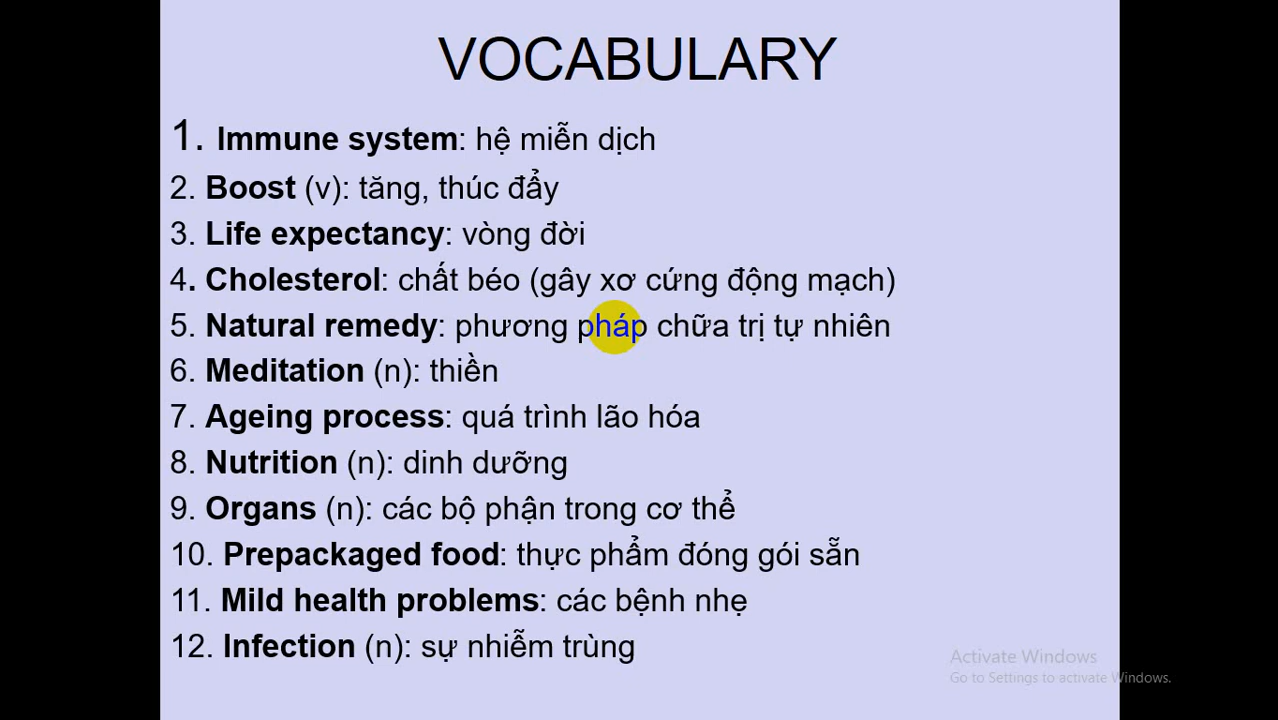 VOCABULARY
1. Immune system: hệ miễn dịch
2. Boost (v): tăng, thúc đẩy
3. Life expectancy: vòng đời
4. Cholesterol: chất béo (gây xơ cứng động mạch)
5. Natural remedy: phương pháp chữa trị tự nhiên
6. Meditation (n): thiền
7. Ageing process: quá trình lão hóa
8. Nutrition (n): dinh dưỡng
9. Organs (n): các bộ phận trong cơ thể
10. Prepackaged food: thực phẩm đóng gói sẵn
11. Mild health problems: các bệnh nhẹ
12. Infection (n): sự nhiễm trùng
Activate Windows
Go to Settings to activate Windows.